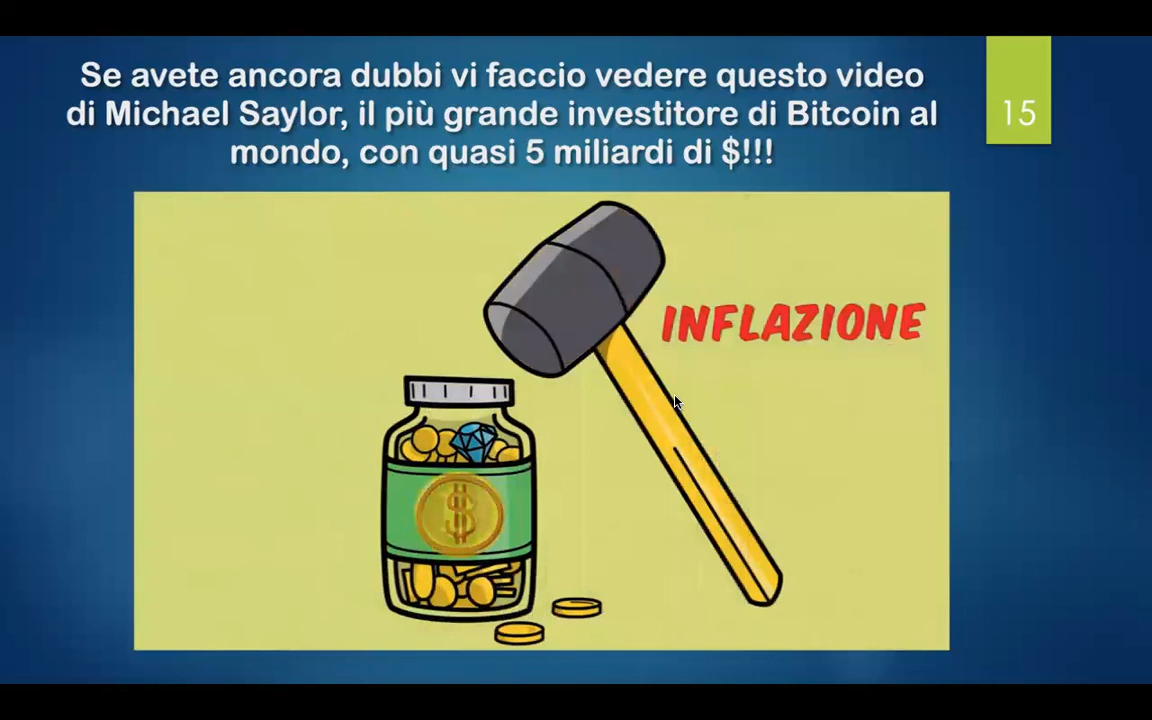 Se avete ancora dubbi vi faccio vedere questo video
di Michael Saylor, il più grande investitore di Bitcoin al
mondo, con quasi 5 miliardi di $!!!
15
INFLAZIONE
$